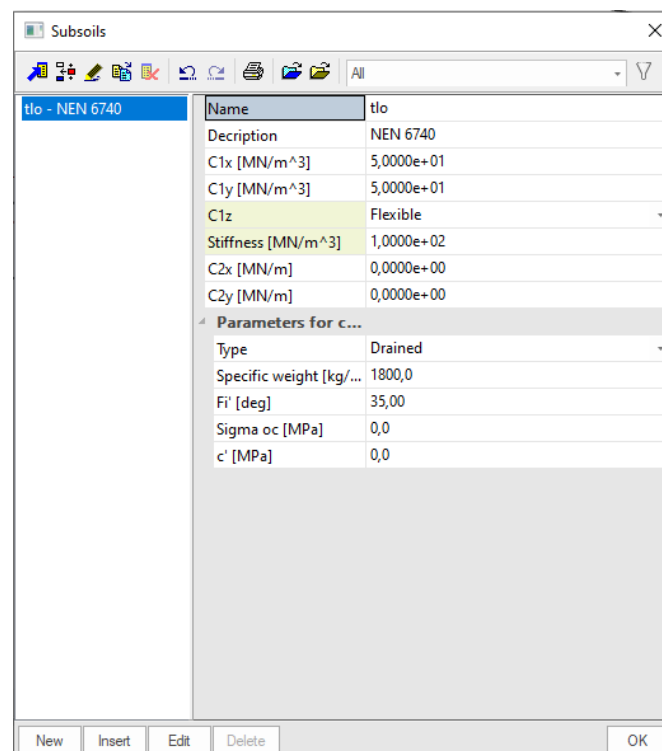 Subsoils
All
tlo - NEN 6740
Name tlo
Decription NEN 6740
C1x [MN/m^3] 5,0000e+01
C1y [MN/m^3] 5,0000e+01
C1z Flexible
Stiffness [MN/m^3] 1,0000e+02
C2x [MN/m] 0,0000e+00
C2y [MN/m] 0,0000e+00
Parameters for c...
Type Drained
Specific weight [kg/... 1800,0
Fi' [deg] 35,00
Sigma oc [MPa] 0,0
c' [MPa] 0,0
New Insert Edit Delete OK